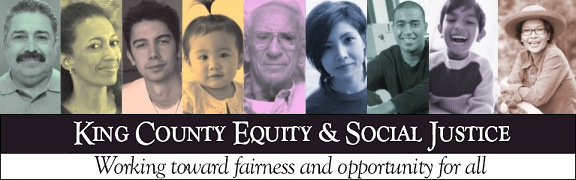 KING COUNTY EQUITY & SOCIAL JUSTICE
Working toward fairness and opportunity for all